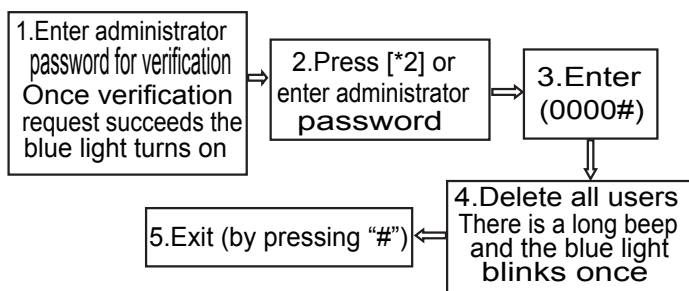 1.Enter administrator
password for verification
Once verification
request succeeds the
blue light turns on
2.Press [*2] or
enter administrator
password
3.Enter
(0000#)
4.Delete all users
There is a long beep
and the blue light
blinks once
5.Exit (by pressing “#”)